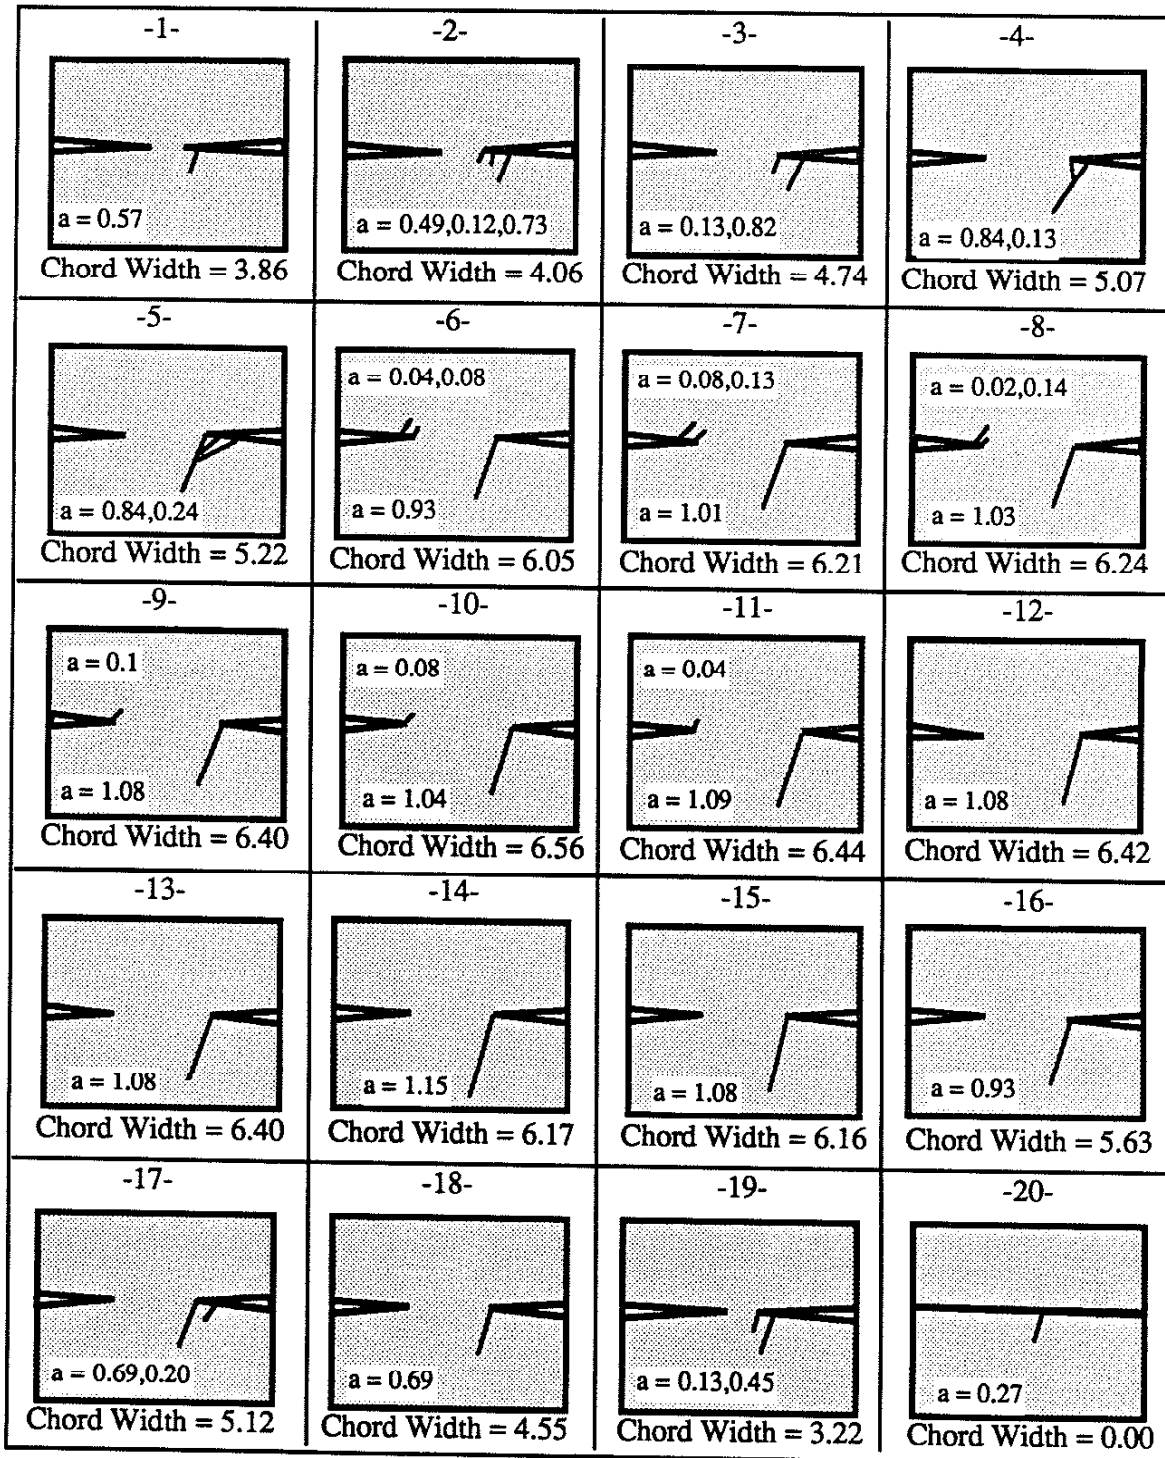 -1-
-2-
-3-
-4-
a = 0.57
a = 0.49,0.12,0.73
a = 0.13,0.82
a = 0.84,0.13
Chord Width = 3.86
Chord Width = 4.06
Chord Width = 4.74
Chord Width = 5.07
-5-
-6-
-7-
-8-
a = 0.04,0.08
a = 0.08,0.13
a = 0.02,0.14
a = 0.84,0.24
a = 0.93
a = 1.01
a = 1.03
Chord Width = 5.22
Chord Width = 6.05
Chord Width = 6.21
Chord Width = 6.24
-9-
-10-
-11-
-12-
a = 0.1
a = 0.08
a = 0.04
a = 1.08
a = 1.04
a = 1.09
a = 1.08
Chord Width = 6.40
Chord Width = 6.56
Chord Width = 6.44
Chord Width = 6.42
-13-
-14-
-15-
-16-
a = 1.08
a = 1.15
a = 1.08
a = 0.93
Chord Width = 6.40
Chord Width = 6.17
Chord Width = 6.16
Chord Width = 5.63
-17-
-18-
-19-
-20-
a = 0.69,0.20
a = 0.69
a = 0.13,0.45
a = 0.27
Chord Width = 5.12
Chord Width = 4.55
Chord Width = 3.22
Chord Width = 0.00